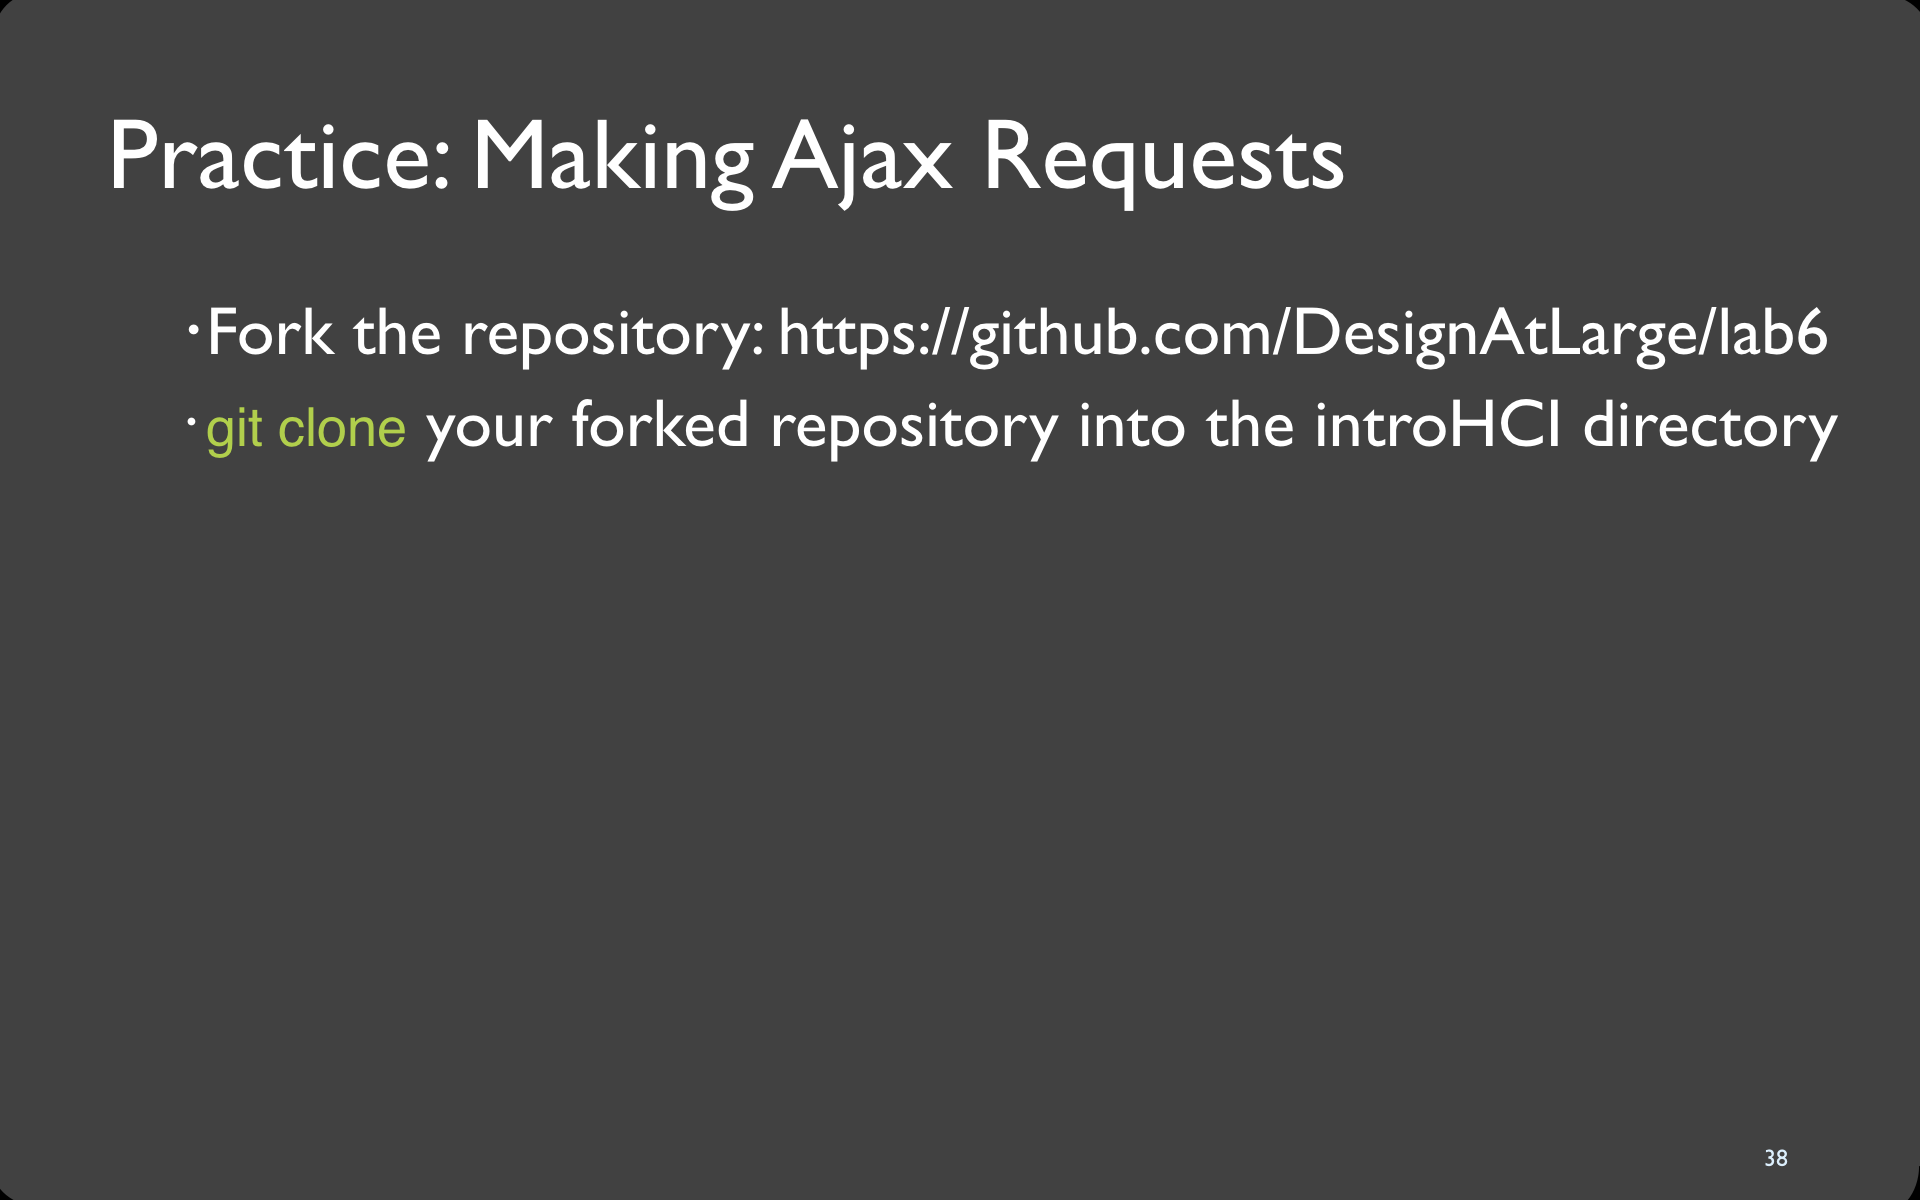 Practice: Making Ajax Requests
· Fork the repository: https://github.com/DesignAtLarge/lab6
· git clone your forked repository into the introHCI directory
38